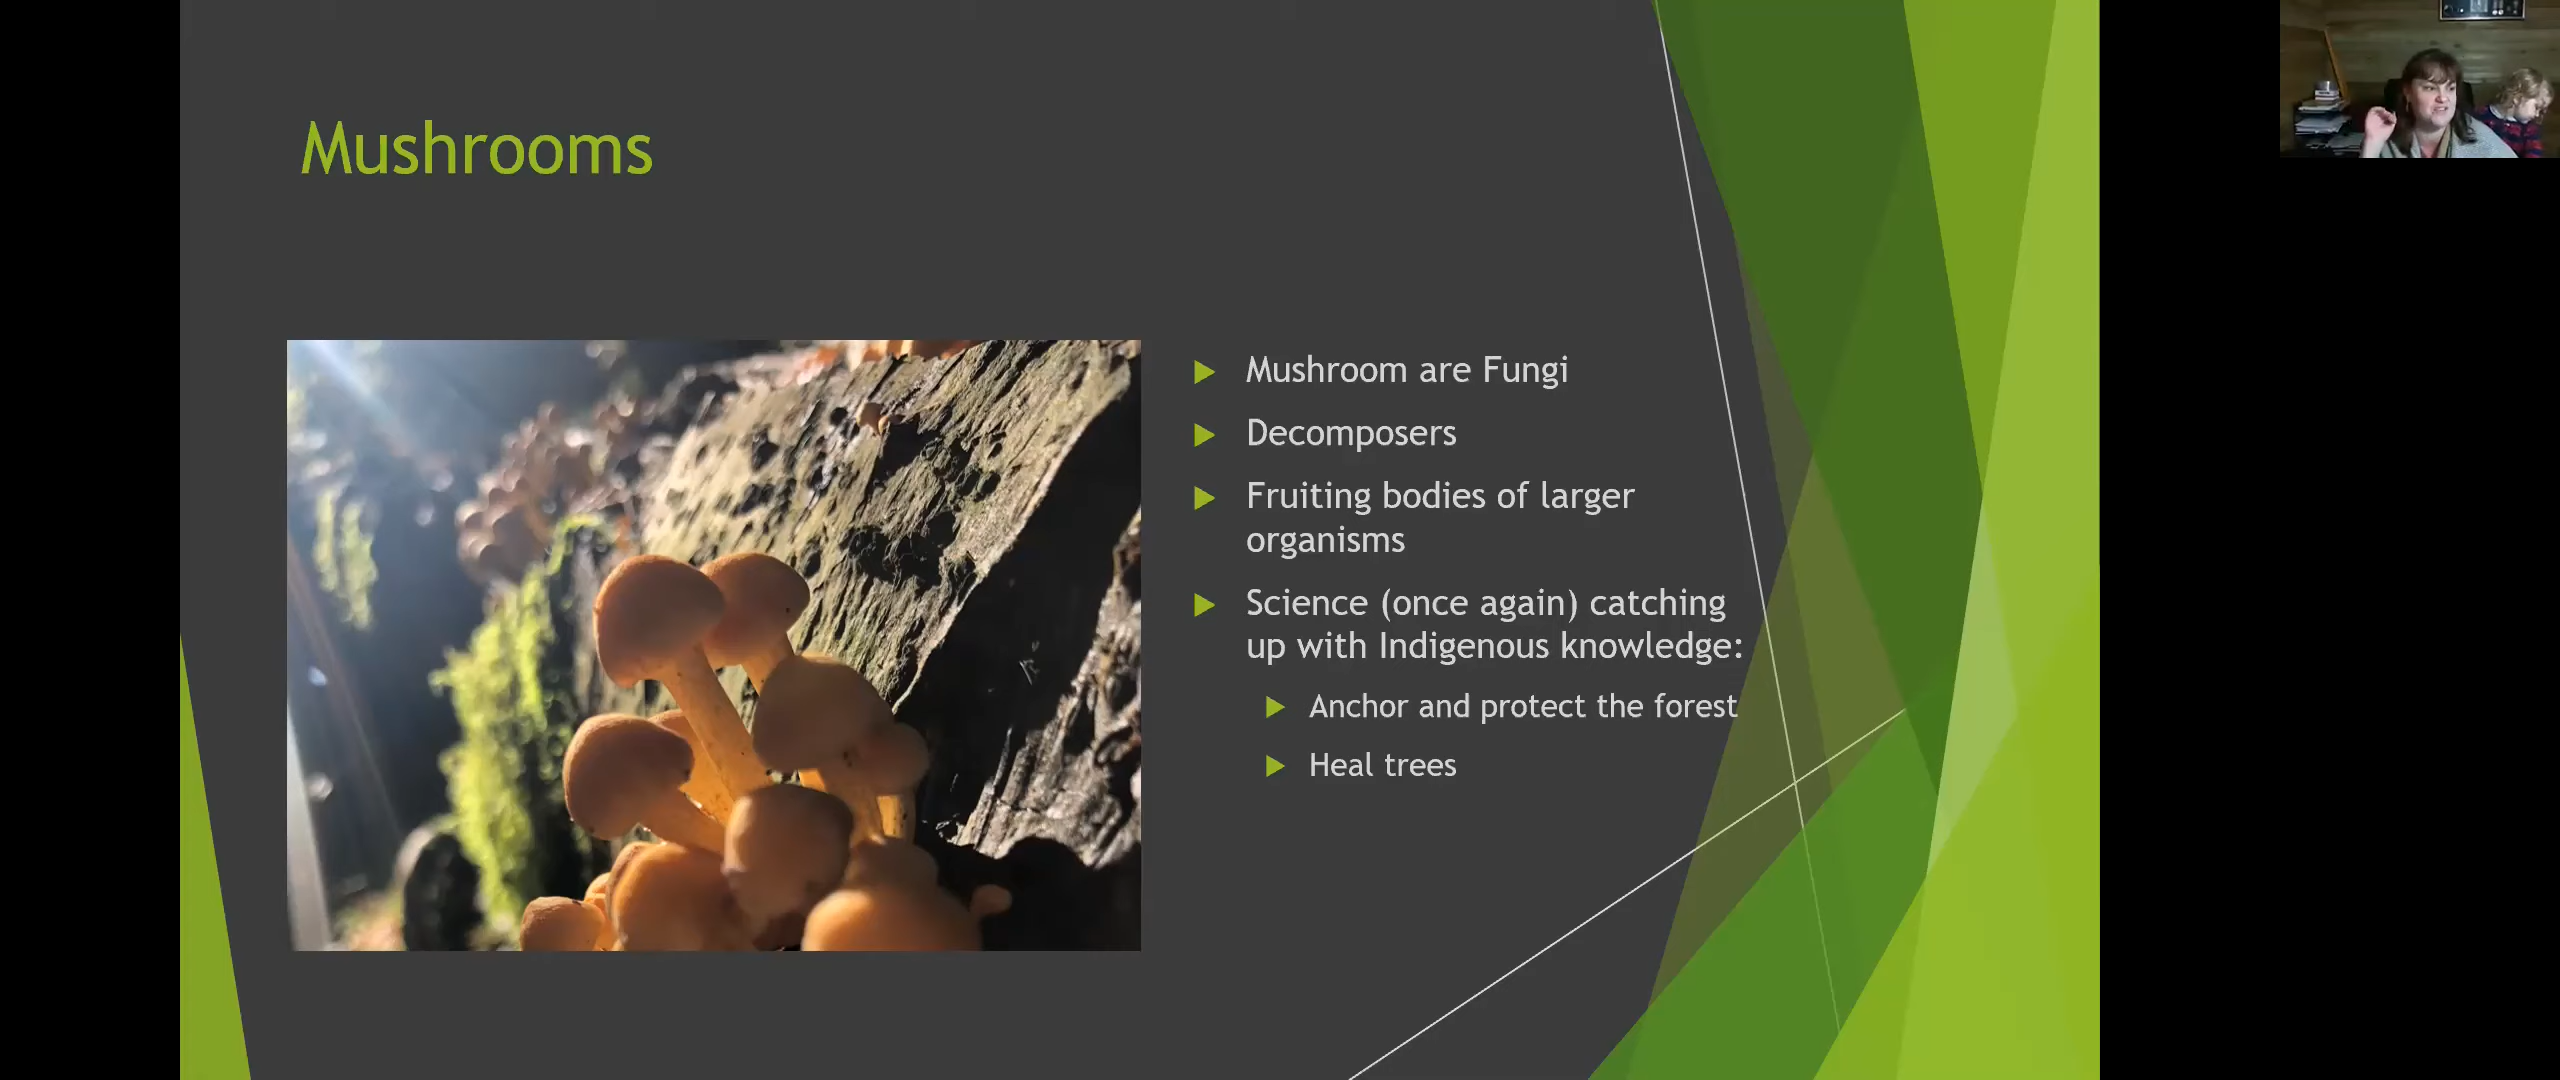 Mushrooms
Mushroom are Fungi
Decomposers
Fruiting bodies of larger
organisms
Science (once again) catching
up with Indigenous knowledge:
Anchor and protect the forest
Heal trees